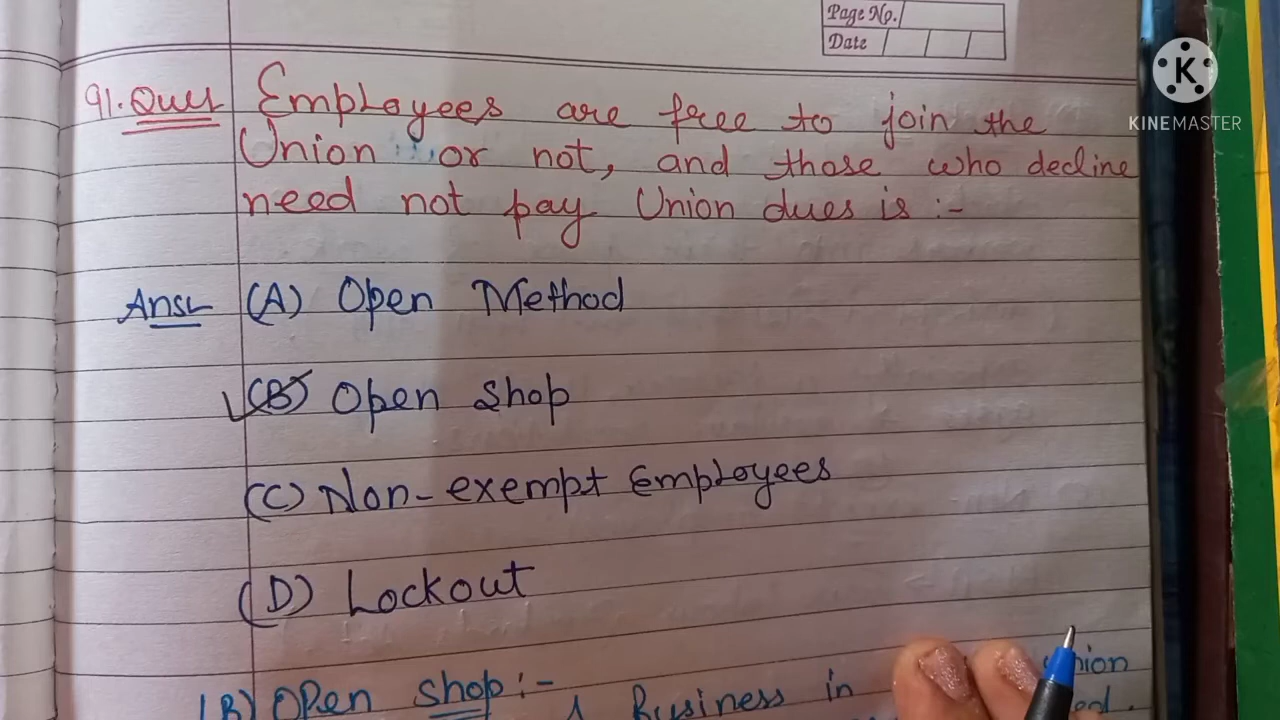 Page No.
Date
K
KINEMASTER
91. Ques Employees are free to join the
Union or not, and those who decline
need not pay Union dues is :-
Ans (A) Open Method
(B) Open Shop
(C) Non-exempt Employees
(D) Lockout
(B) Open Shop :-
A Business in